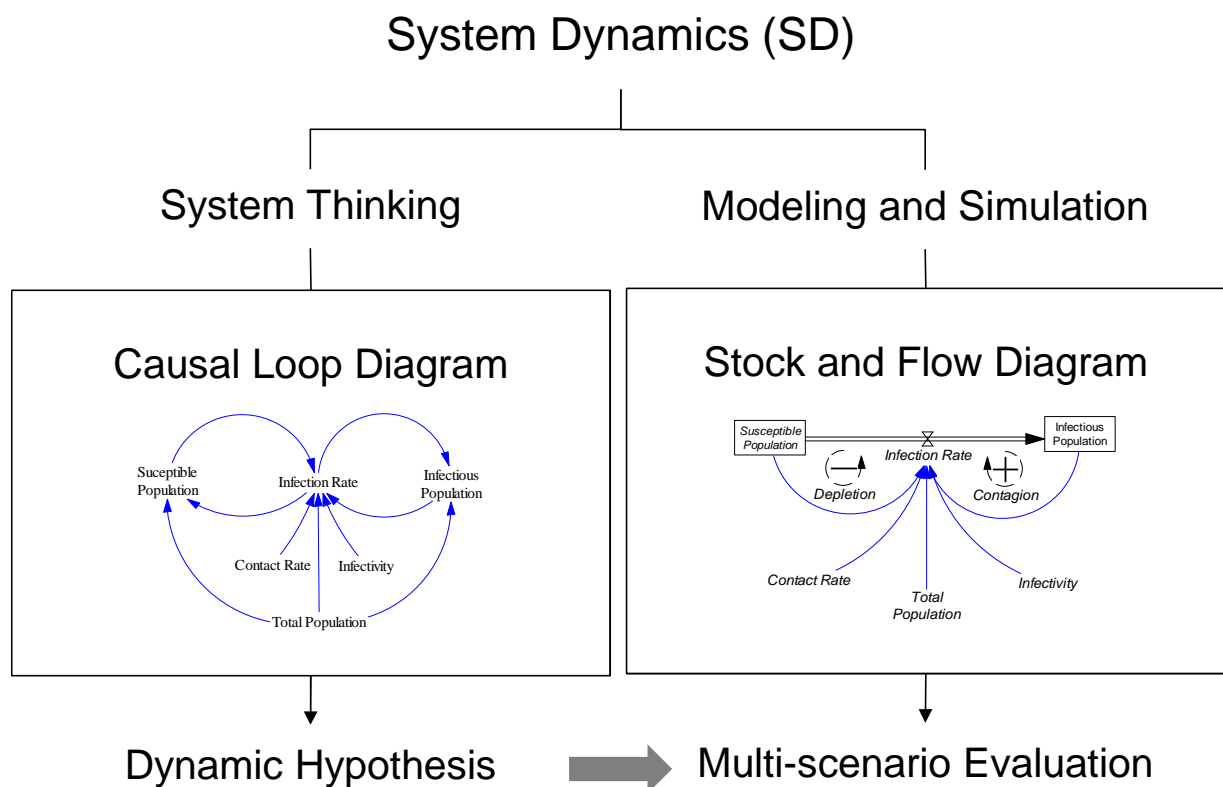 System Dynamics (SD)
System Thinking
Modeling and Simulation
Causal Loop Diagram
Suceptible
Population
Infection Rate
Infectious
Population
Contact Rate
Infectivity
Total Population
Stock and Flow Diagram
Susceptible
Population
Infectious
Population
Infection Rate
Depletion
Contagion
Contact Rate
Total
Population
Infectivity
Dynamic Hypothesis
Multi-scenario Evaluation